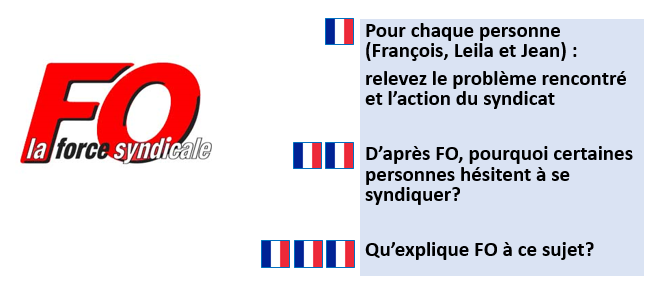 FO
la force syndicale
Pour chaque personne
(François, Leila et Jean) :
relevez le problème rencontré
et l'action du syndicat
D'après FO, pourquoi certaines
personnes hésitent à se
syndiquer?
Qu'explique FO à ce sujet?